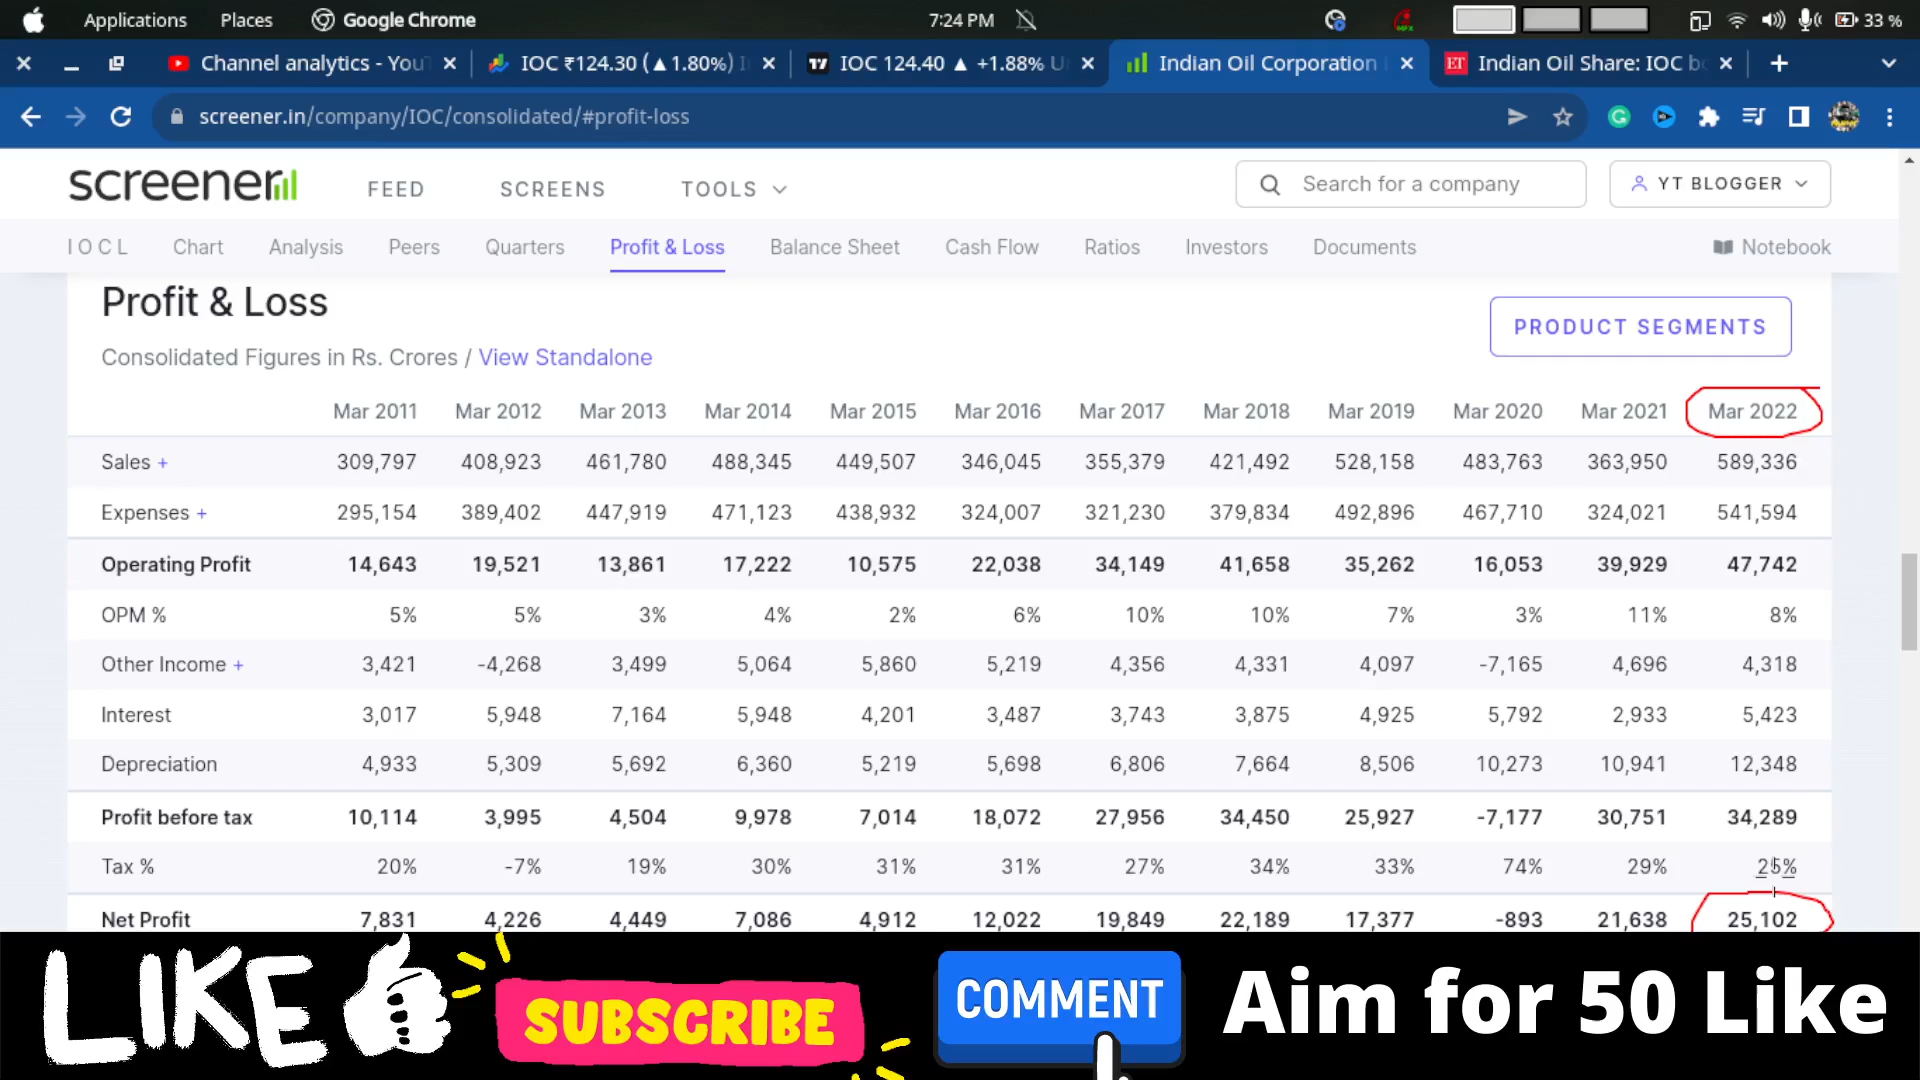 Applications Places Google Chrome 7:24 PM 33 %
Channel analytics - You IOC ₹124.30 (▲1.80%) IOC 124.40 ▲ +1.88% Indian Oil Corporation Indian Oil Share: IOC
screener.in/company/IOC/consolidated/#profit-loss
screener FEED SCREENS TOOLS Search for a company YT BLOGGER
I O C L Chart Analysis Peers Quarters Profit & Loss Balance Sheet Cash Flow Ratios Investors Documents Notebook
Profit & Loss
PRODUCT SEGMENTS
Consolidated Figures in Rs. Crores / View Standalone
Mar 2011 Mar 2012 Mar 2013 Mar 2014 Mar 2015 Mar 2016 Mar 2017 Mar 2018 Mar 2019 Mar 2020 Mar 2021 Mar 2022
Sales + 309,797 408,923 461,780 488,345 449,507 346,045 355,379 421,492 528,158 483,763 363,950 589,336
Expenses + 295,154 389,402 447,919 471,123 438,932 324,007 321,230 379,834 492,896 467,710 324,021 541,594
Operating Profit 14,643 19,521 13,861 17,222 10,575 22,038 34,149 41,658 35,262 16,053 39,929 47,742
OPM % 5% 5% 3% 4% 2% 6% 10% 10% 7% 3% 11% 8%
Other Income + 3,421 -4,268 3,499 5,064 5,860 5,219 4,356 4,331 4,097 -7,165 4,696 4,318
Interest 3,017 5,948 7,164 5,948 4,201 3,487 3,743 3,875 4,925 5,792 2,933 5,423
Depreciation 4,933 5,309 5,692 6,360 5,219 5,698 6,806 7,664 8,506 10,273 10,941 12,348
Profit before tax 10,114 3,995 4,504 9,978 7,014 18,072 27,956 34,450 25,927 -7,177 30,751 34,289
Tax % 20% -7% 19% 30% 31% 31% 27% 34% 33% 74% 29% 25%
Net Profit 7,831 4,226 4,449 7,086 4,912 12,022 19,849 22,189 17,377 -893 21,638 25,102
LIKE SUBSCRIBE COMMENT Aim for 50 Like